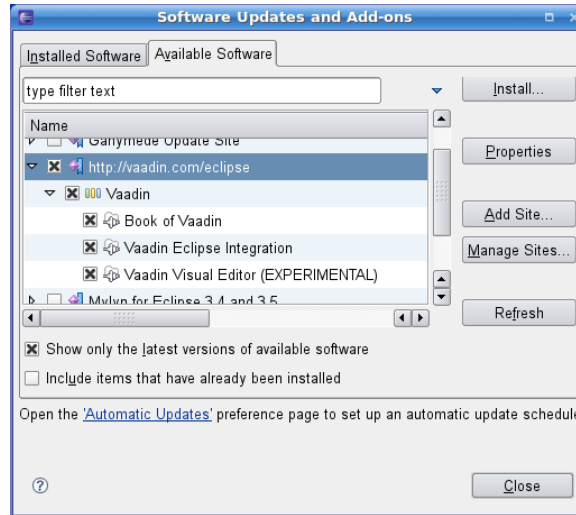 Software Updates and Add-ons
Installed Software
Available Software
type filter text
Install...
Name
Ganymede Update Site
http://vaadin.com/eclipse
Properties
Vaadin
Book of Vaadin
Add Site...
Vaadin Eclipse Integration
Manage Sites...
Vaadin Visual Editor (EXPERIMENTAL)
Mylyn for Eclipse 3.4 and 3.5
Refresh
Show only the latest versions of available software
Include items that have already been installed
Open the 'Automatic Updates' preference page to set up an automatic update schedule
Close